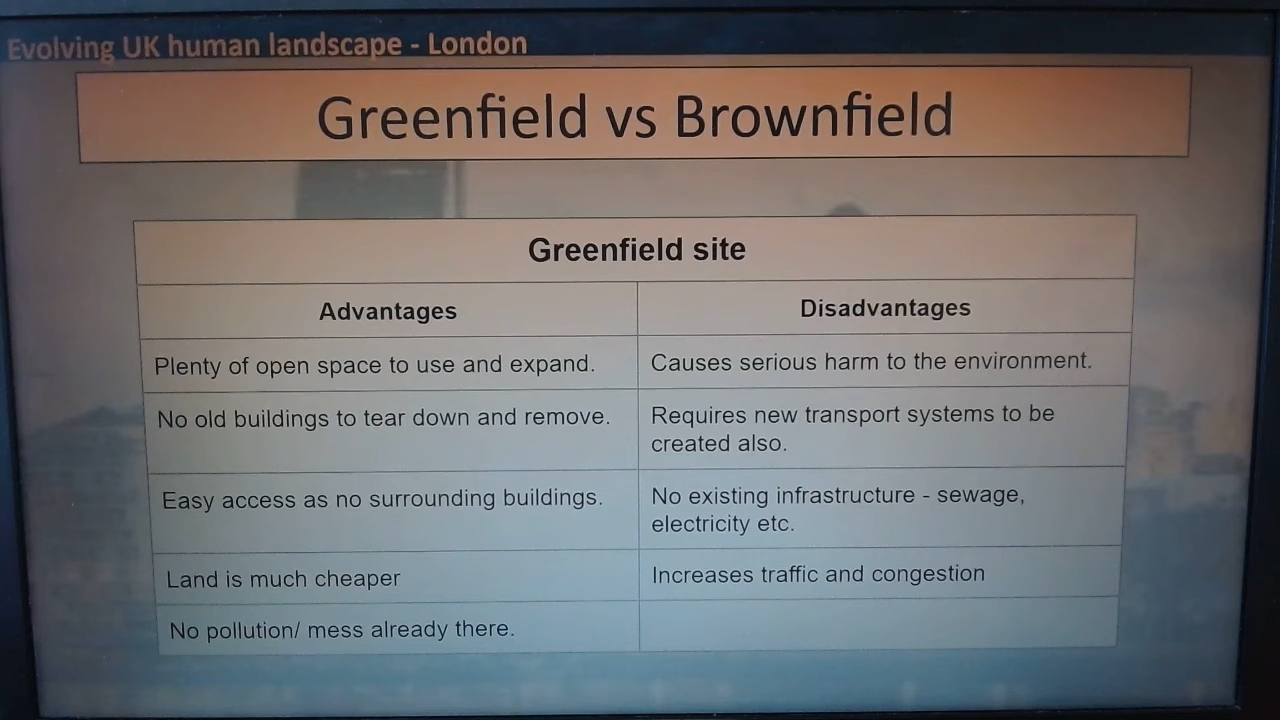 Evolving UK human landscape - London
Greenfield vs Brownfield
Greenfield site
Advantages
Disadvantages
Plenty of open space to use and expand.
Causes serious harm to the environment.
No old buildings to tear down and remove.
Requires new transport systems to be
created also.
Easy access as no surrounding buildings.
No existing infrastructure - sewage,
electricity etc.
Land is much cheaper
Increases traffic and congestion
No pollution/ mess already there.